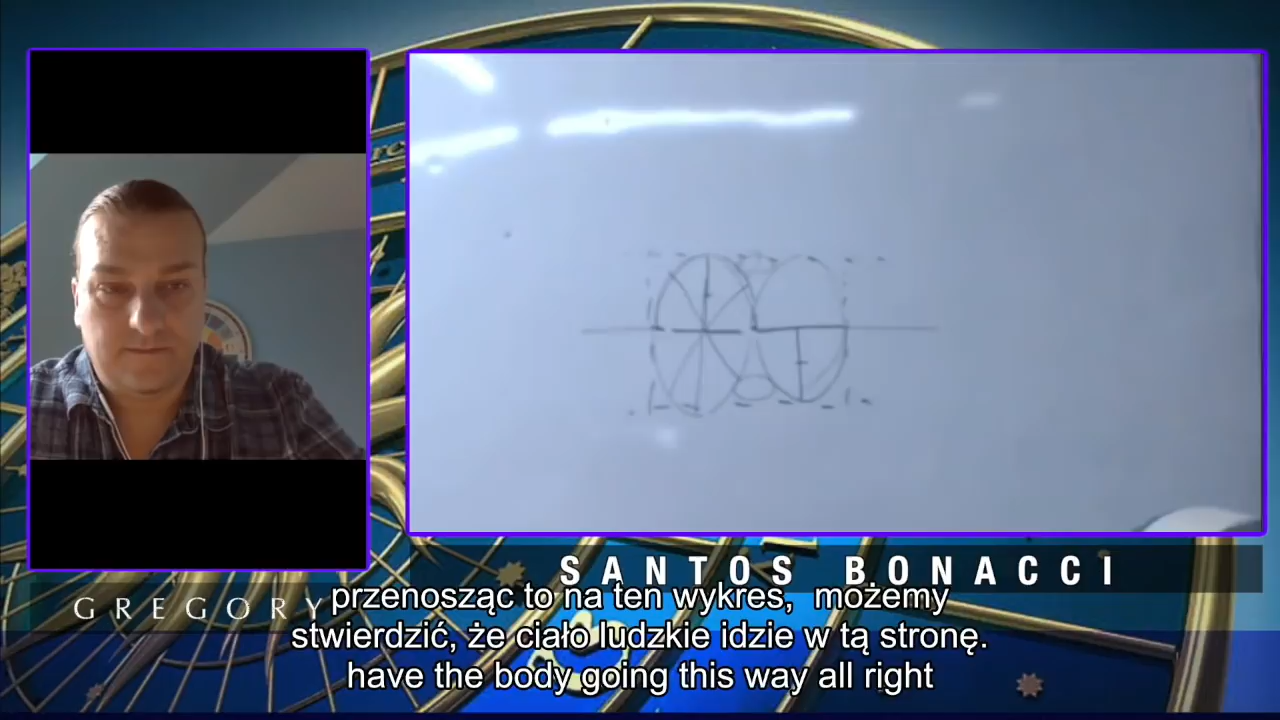 SANTOS BONACCI
GREGORY
przenosząc to na ten wykres, możemy
stwierdzić, że ciało ludzkie idzie w tą stronę.
have the body going this way all right